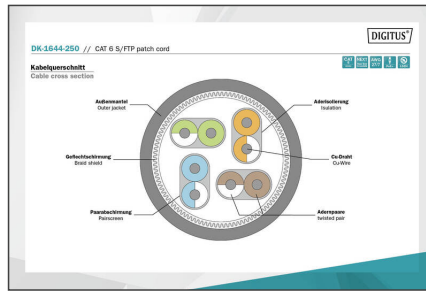 DIGITUS®
DK-1644-250 // CAT 6 S/FTP patch cord
Kabelquerschnitt
Cable cross section
Außenmantel
Outer jacket
Aderisolierung
Insulation
Geflechtschirmung
Braid shield
Cu-Draht
Cu-Wire
Paarabschirmung
Pairscreen
Adernpaare
twisted pair